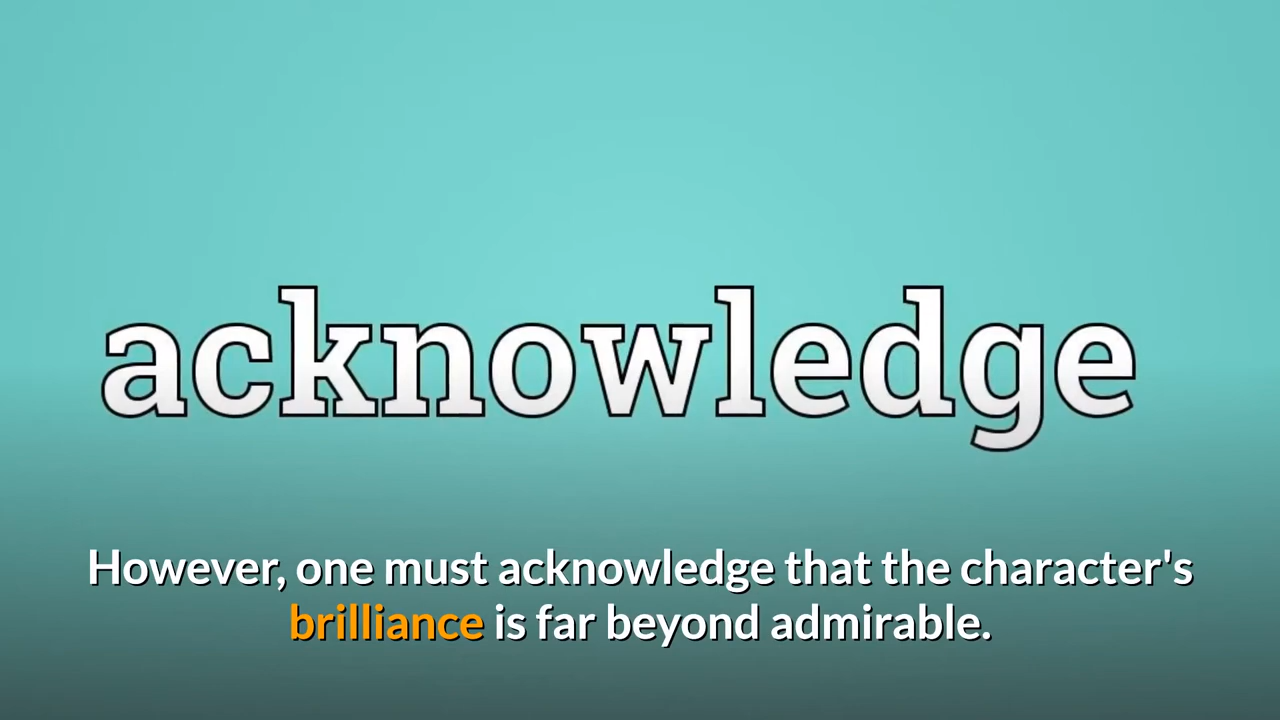 acknowledge
However, one must acknowledge that the character's
brilliance is far beyond admirable.